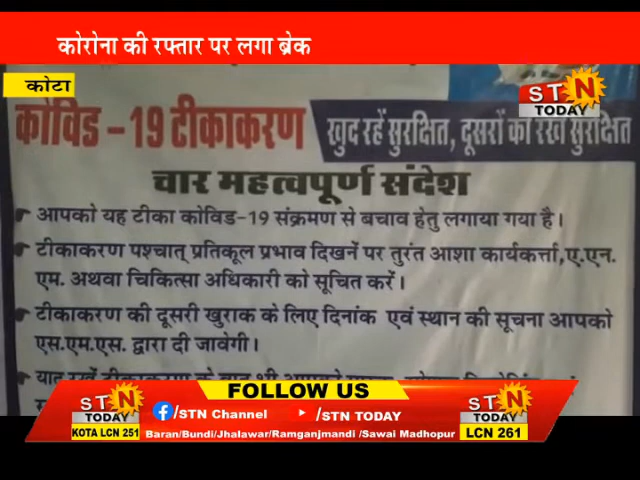 कोरोना की रफ्तार पर लगा ब्रेक
कोटा
STN
TODAY
कोविड -19 टीकाकरण
खुद रहें सुरक्षित, दूसरों को रखें सुरक्षित
चार महत्वपूर्ण संदेश
आपको यह टीका कोविड-19 संक्रमण से बचाव हेतु लगाया गया है।
टीकाकरण पश्चात् प्रतिकूल प्रभाव दिखनें पर तुरंत आशा कार्यकर्त्ता,ए.एन.
एम. अथवा चिकित्सा अधिकारी को सूचित करें।
टीकाकरण की दूसरी खुराक के लिए दिनांक एवं स्थान की सूचना आपको
एस.एम.एस. द्वारा दी जावेगी।
याद रखें टीकाकरण
FOLLOW US
STN
TODAY
KOTA LCN 251
/STN Channel
/STN TODAY
Baran/Bundi/Jhalawar/Ramganjmandi /Sawai Madhopur
STN
TODAY
LCN 261